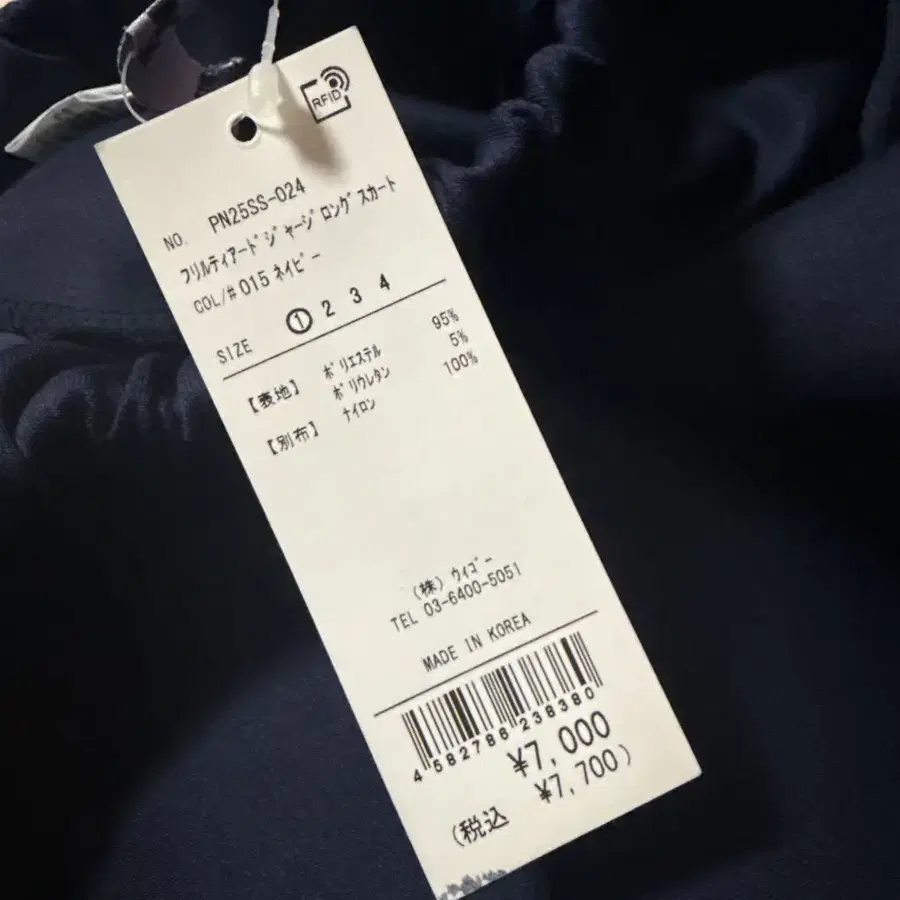 RFID
NO. PN25SS-024
フリルティアードジャージロングスカート
COL/# 015 ネイビー
SIZE ① 2 3 4
【表地】 ポリエステル 95%
ポリウレタン 5%
【別布】 ナイロン 100%
(株) ウィゴー
TEL 03-6400-5051
MADE IN KOREA
4 582786 238380
¥7,000
(税込 ¥7,700)